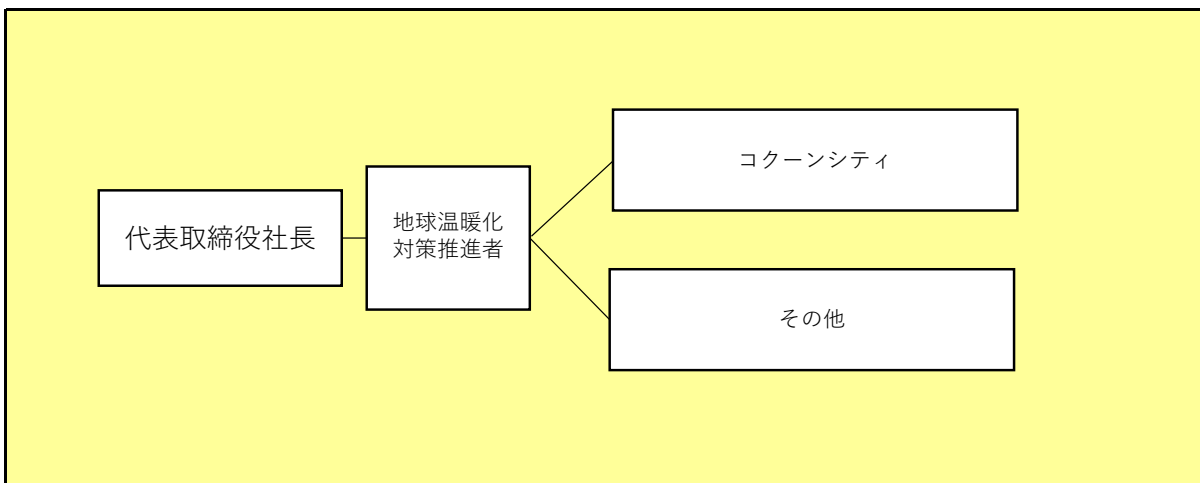 代表取締役社長
地球温暖化
対策推進者
コクーンシティ
その他